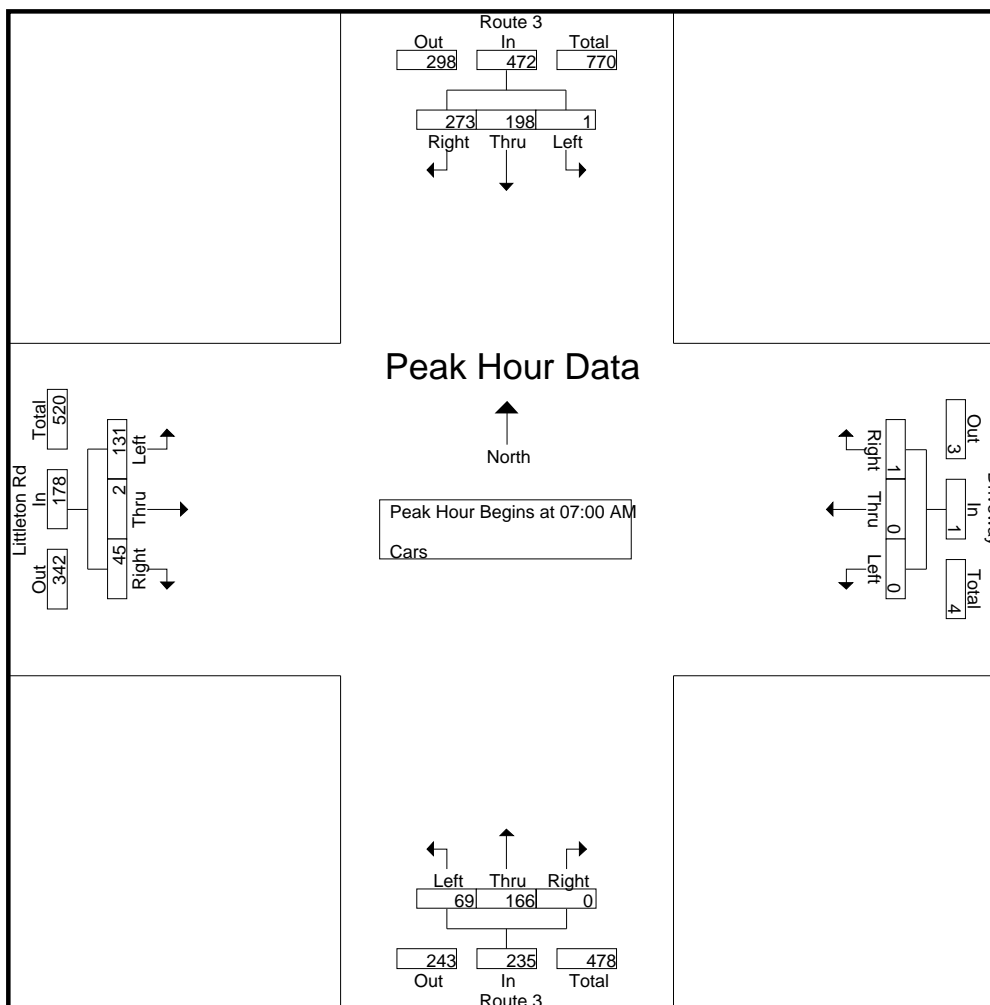 Route 3
Out In Total
298 472 770
273 198 1
Right Thru Left
Peak Hour Data
North
Peak Hour Begins at 07:00 AM
Cars
Littleton Rd
Out In Total
342 178 520
131 2 45
Left Thru Right
Out In Total
3 1 4
Right Thru Left
1 0 0
Left Thru Right
69 166 0
243 235 478
Out In Total
Route 3